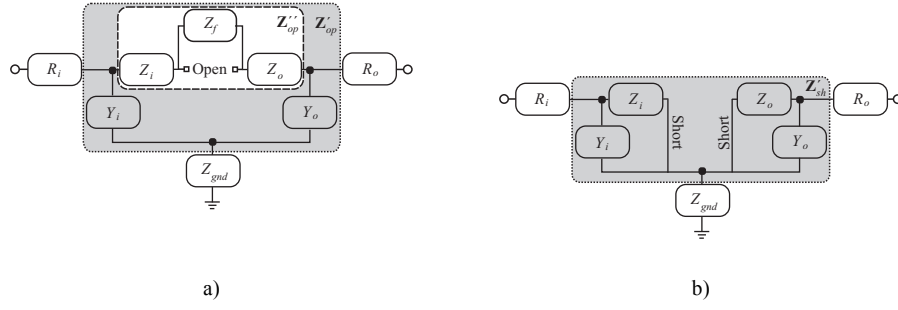 Z_f
Z''_op
Z'_op
R_i
Z_i
Open
Z_o
R_o
Y_i
Y_o
Z_gnd
a)
R_i
Z_i
Short
Short
Z_o
Z'_sh
R_o
Y_i
Y_o
Z_gnd
b)